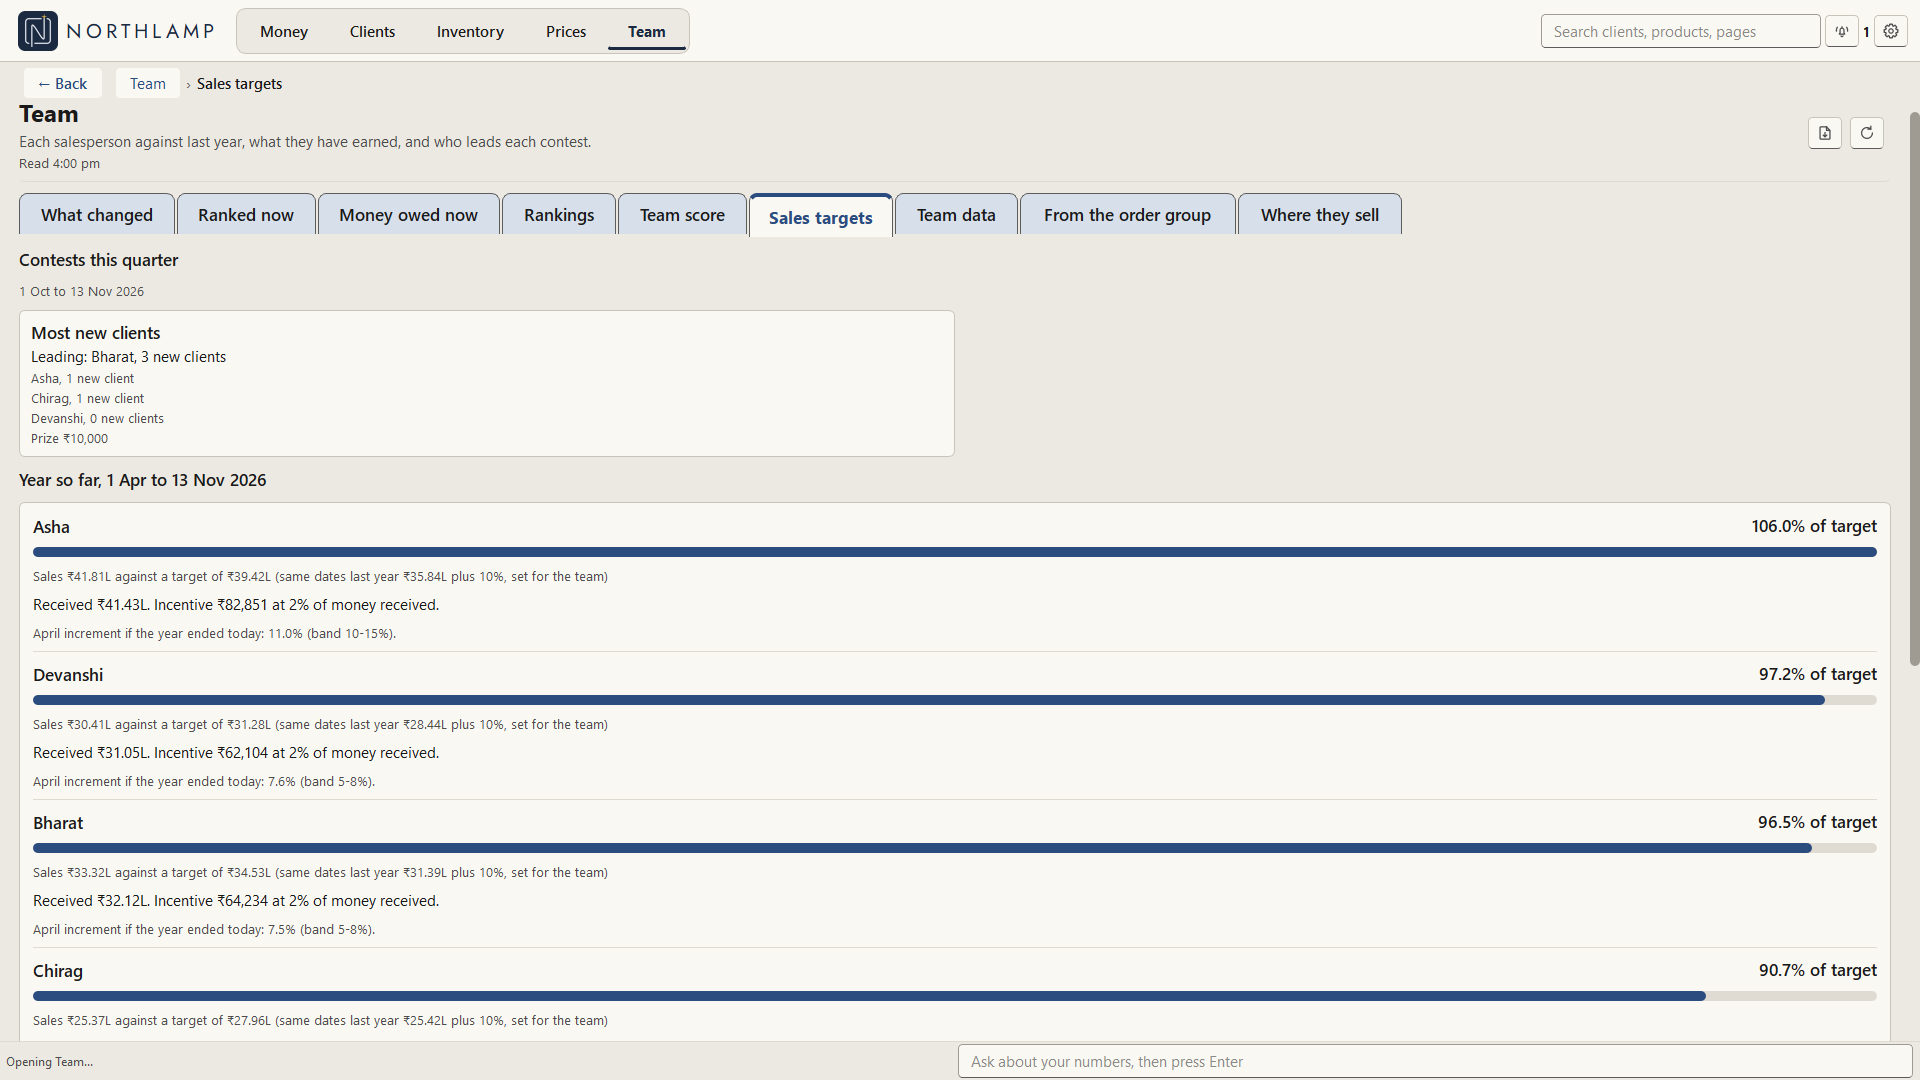 NORTHLAMP
Money
Clients
Inventory
Prices
Team
Search clients, products, pages
1
← Back
Team › Sales targets
Team
Each salesperson against last year, what they have earned, and who leads each contest.
Read 4:00 pm
What changed
Ranked now
Money owed now
Rankings
Team score
Sales targets
Team data
From the order group
Where they sell
Contests this quarter
1 Oct to 13 Nov 2026
Most new clients
Leading: Bharat, 3 new clients
Asha, 1 new client
Chirag, 1 new client
Devanshi, 0 new clients
Prize ₹10,000
Year so far, 1 Apr to 13 Nov 2026
Asha
106.0% of target
Sales ₹41.81L against a target of ₹39.42L (same dates last year ₹35.84L plus 10%, set for the team)
Received ₹41.43L. Incentive ₹82,851 at 2% of money received.
April increment if the year ended today: 11.0% (band 10-15%).
Devanshi
97.2% of target
Sales ₹30.41L against a target of ₹31.28L (same dates last year ₹28.44L plus 10%, set for the team)
Received ₹31.05L. Incentive ₹62,104 at 2% of money received.
April increment if the year ended today: 7.6% (band 5-8%).
Bharat
96.5% of target
Sales ₹33.32L against a target of ₹34.53L (same dates last year ₹31.39L plus 10%, set for the team)
Received ₹32.12L. Incentive ₹64,234 at 2% of money received.
April increment if the year ended today: 7.5% (band 5-8%).
Chirag
90.7% of target
Sales ₹25.37L against a target of ₹27.96L (same dates last year ₹25.42L plus 10%, set for the team)
Opening Team...
Ask about your numbers, then press Enter